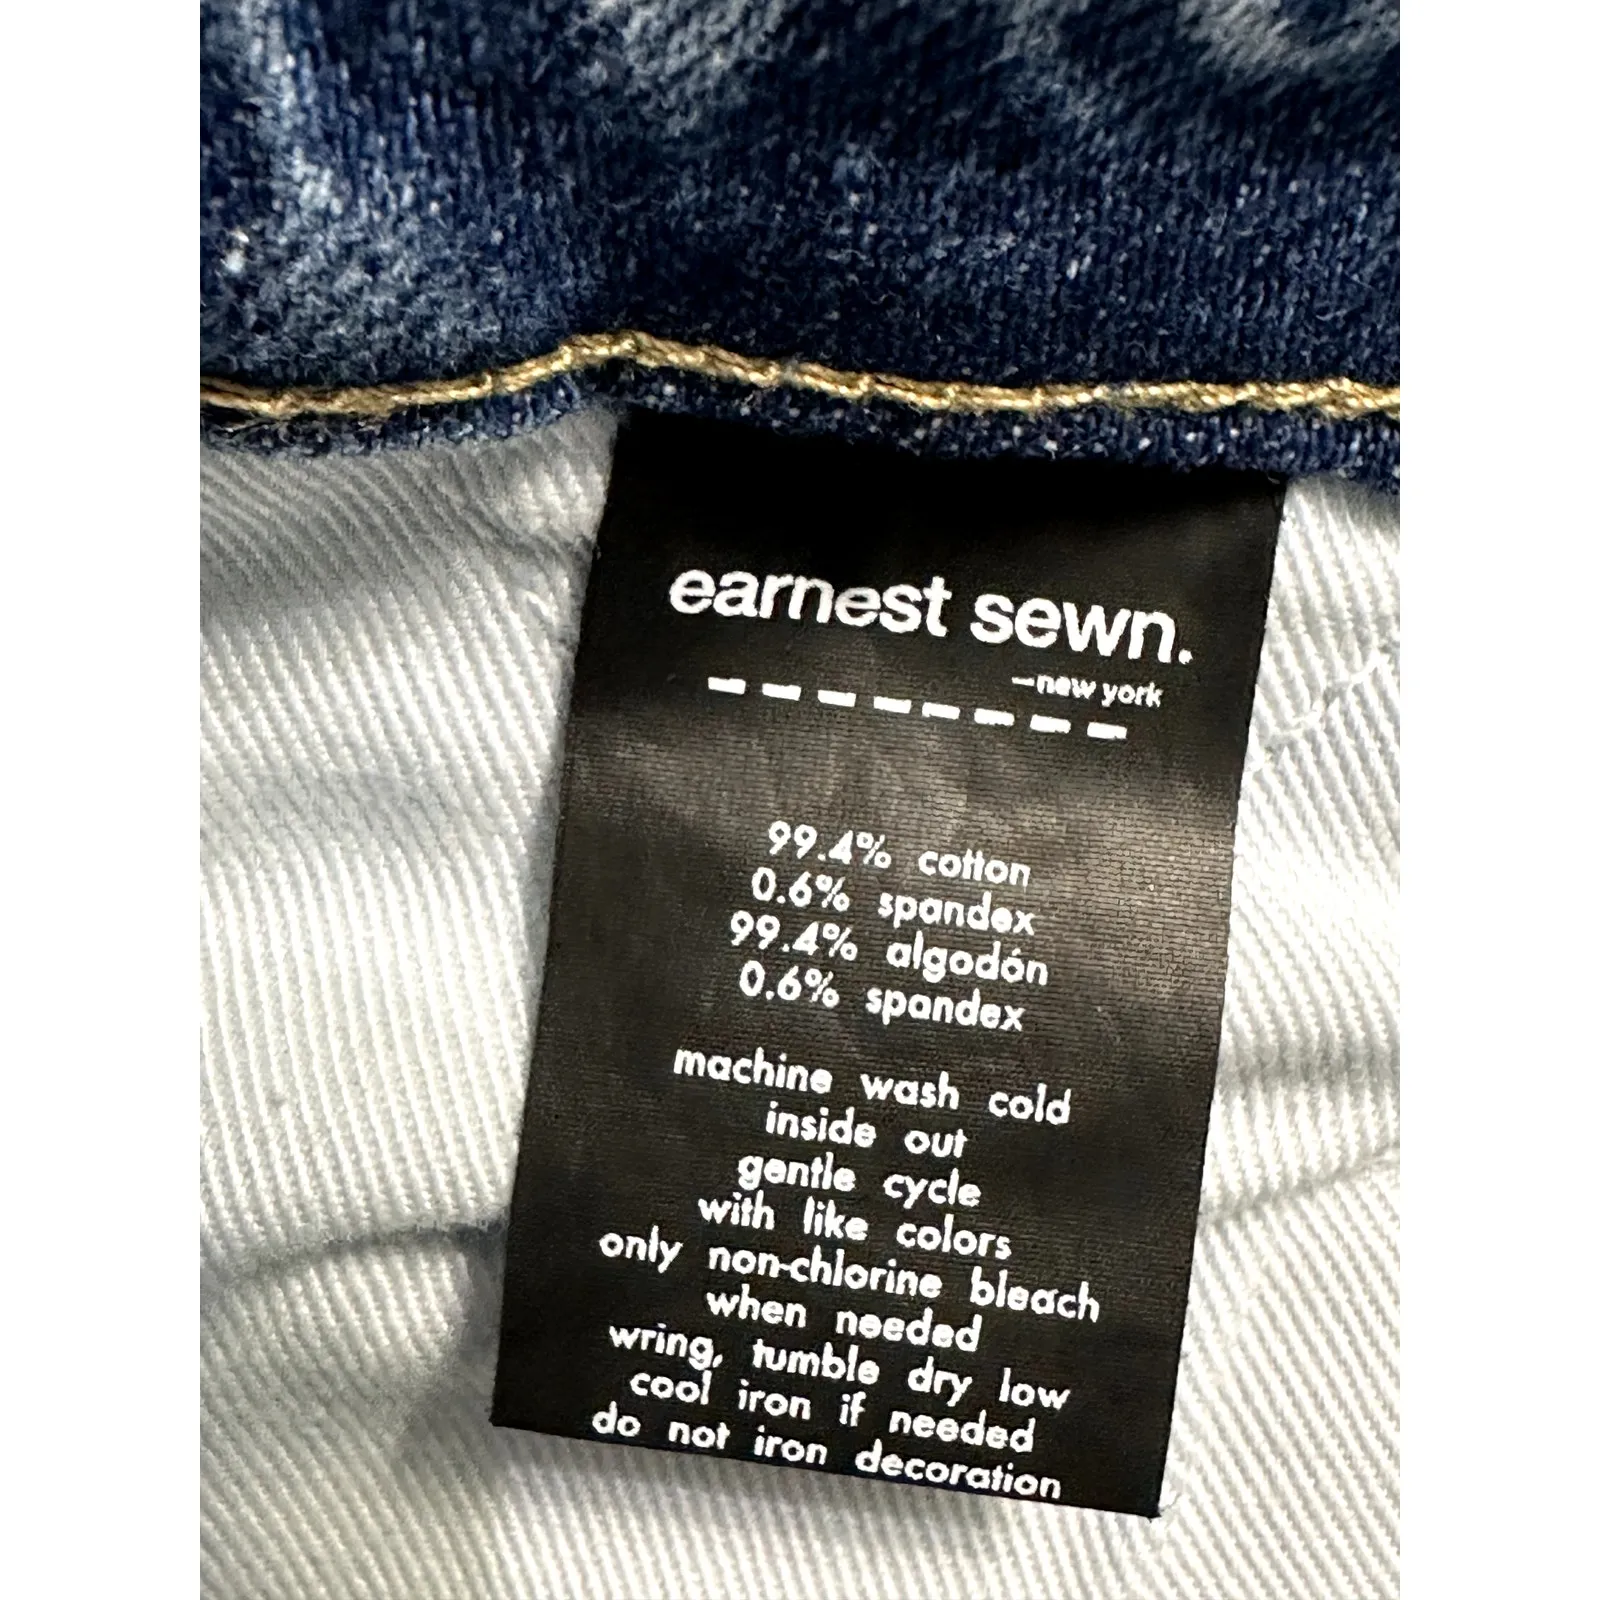 earnest sewn.
–new york
99.4% cotton
0.6% spandex
99.4% algodón
0.6% spandex
machine wash cold
inside out
gentle cycle
with like colors
only non-chlorine bleach
when needed
wring, tumble dry low
cool iron if needed
do not iron decoration